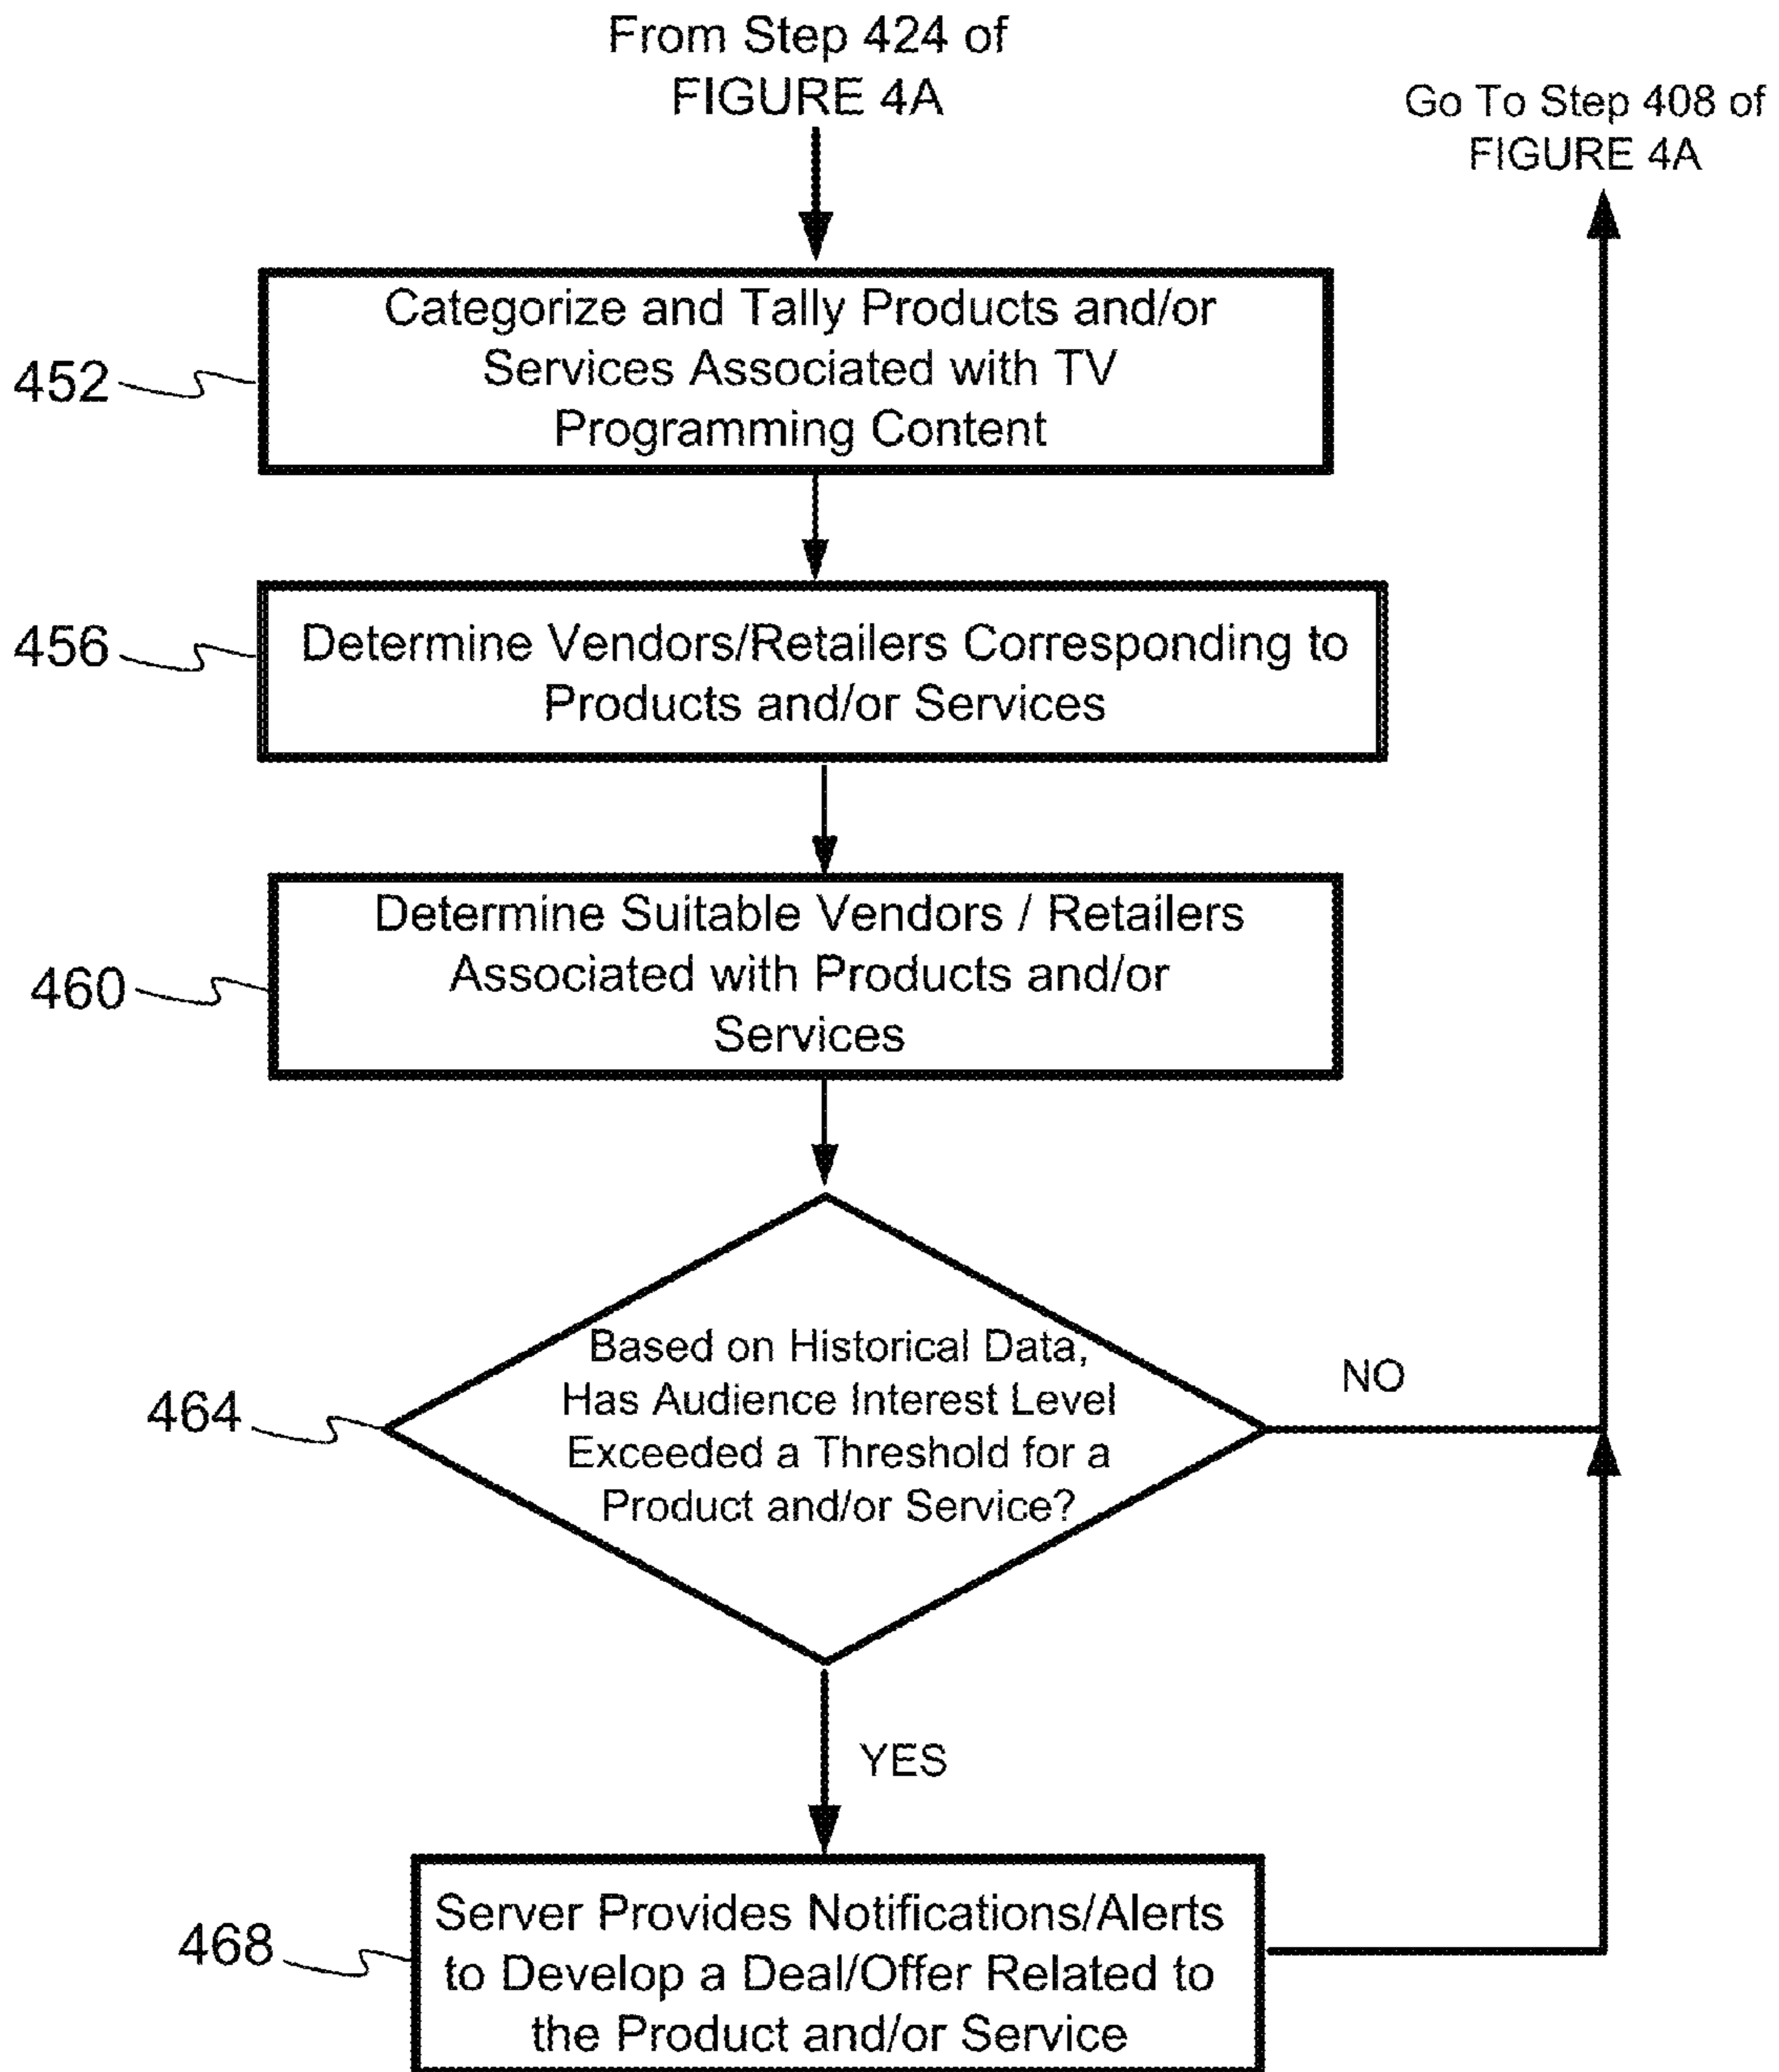 From Step 424 of
FIGURE 4A
Go To Step 408 of
FIGURE 4A
Categorize and Tally Products and/or
Services Associated with TV
Programming Content
452
Determine Vendors/Retailers Corresponding to
Products and/or Services
456
Determine Suitable Vendors / Retailers
Associated with Products and/or
Services
460
Based on Historical Data,
Has Audience Interest Level
Exceeded a Threshold for a
Product and/or Service?
464
NO
YES
Server Provides Notifications/Alerts
to Develop a Deal/Offer Related to
the Product and/or Service
468